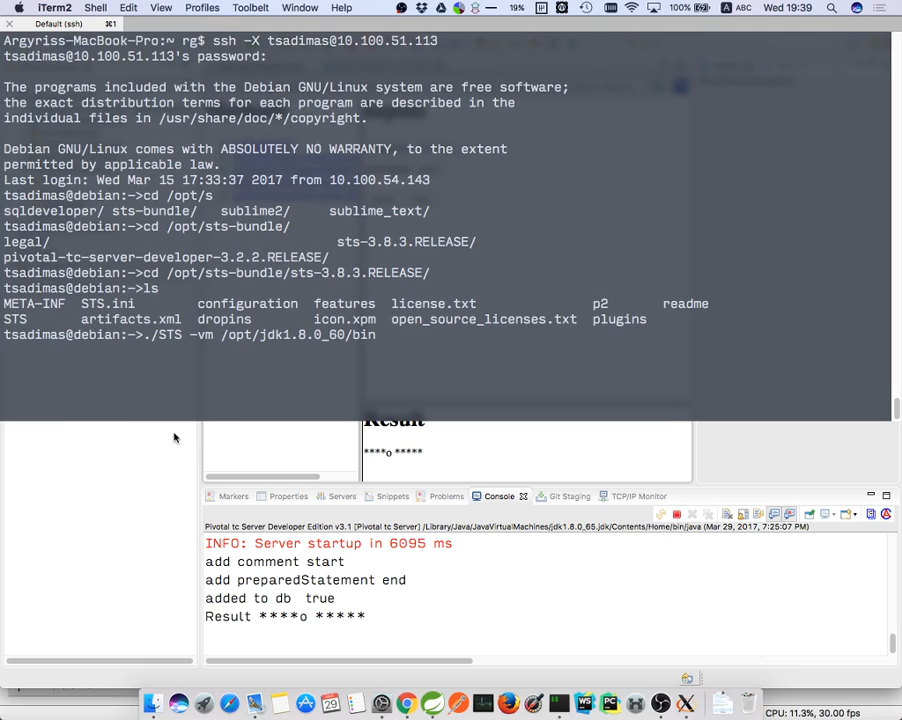 iTerm2 Shell Edit View Profiles Toolbelt Window Help 19% 100% ABC Wed 19:39
Default (ssh) ⌘1
Argyriss-MacBook-Pro:~ rg$ ssh -X tsadimas@10.100.51.113
tsadimas@10.100.51.113's password:
The programs included with the Debian GNU/Linux system are free software;
the exact distribution terms for each program are described in the
individual files in /usr/share/doc/*/copyright.
Debian GNU/Linux comes with ABSOLUTELY NO WARRANTY, to the extent
permitted by applicable law.
Last login: Wed Mar 15 17:33:37 2017 from 10.100.54.143
tsadimas@debian:->cd /opt/s
sqldeveloper/ sts-bundle/ sublime2/ sublime_text/
tsadimas@debian:->cd /opt/sts-bundle/
legal/ sts-3.8.3.RELEASE/
pivotal-tc-server-developer-3.2.2.RELEASE/
tsadimas@debian:->cd /opt/sts-bundle/sts-3.8.3.RELEASE/
tsadimas@debian:->ls
META-INF STS.ini configuration features license.txt p2 readme
STS artifacts.xml dropins icon.xpm open_source_licenses.txt plugins
tsadimas@debian:->./STS -vm /opt/jdk1.8.0_60/bin
Result
****o *****
Markers Properties Servers Snippets Problems Console Git Staging TCP/IP Monitor
Pivotal tc Server Developer Edition v3.1 [Pivotal tc Server] /Library/Java/JavaVirtualMachines/jdk1.8.0_65.jdk/Contents/Home/bin/java (Mar 29, 2017, 7:25:07 PM)
INFO: Server startup in 6095 ms
add comment start
add preparedStatement end
added to db true
Result ****o *****
CPU: 11.3%, 30.00 fps